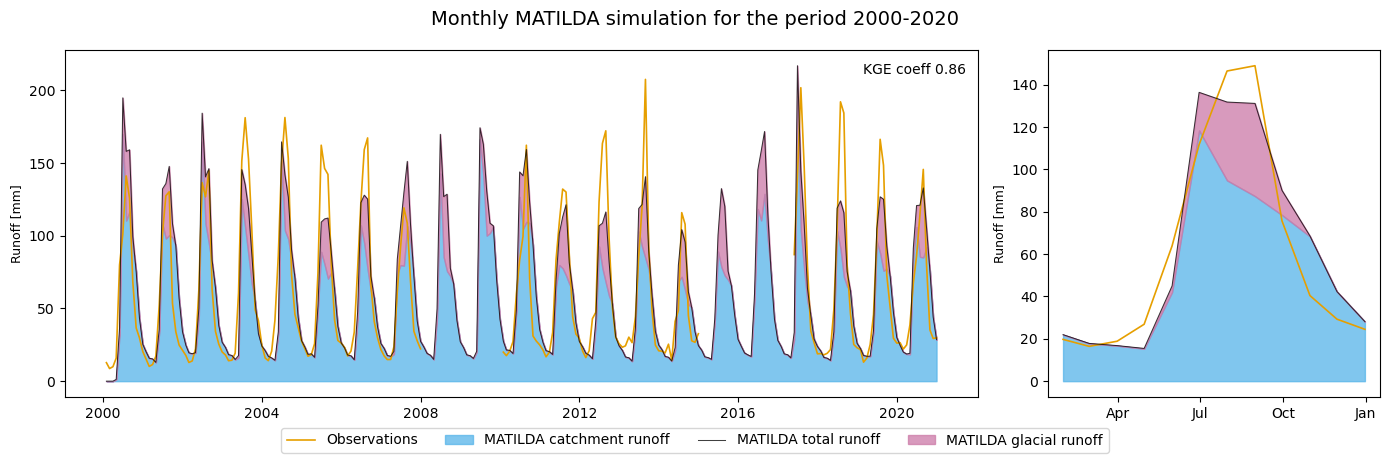 Monthly MATILDA simulation for the period 2000-2020
KGE coeff 0.86
Runoff [mm]
200
150
100
50
0
2000 2004 2008 2012 2016 2020
Runoff [mm]
140
120
100
80
60
40
20
0
Apr Jul Oct Jan
Observations MATILDA catchment runoff MATILDA total runoff MATILDA glacial runoff